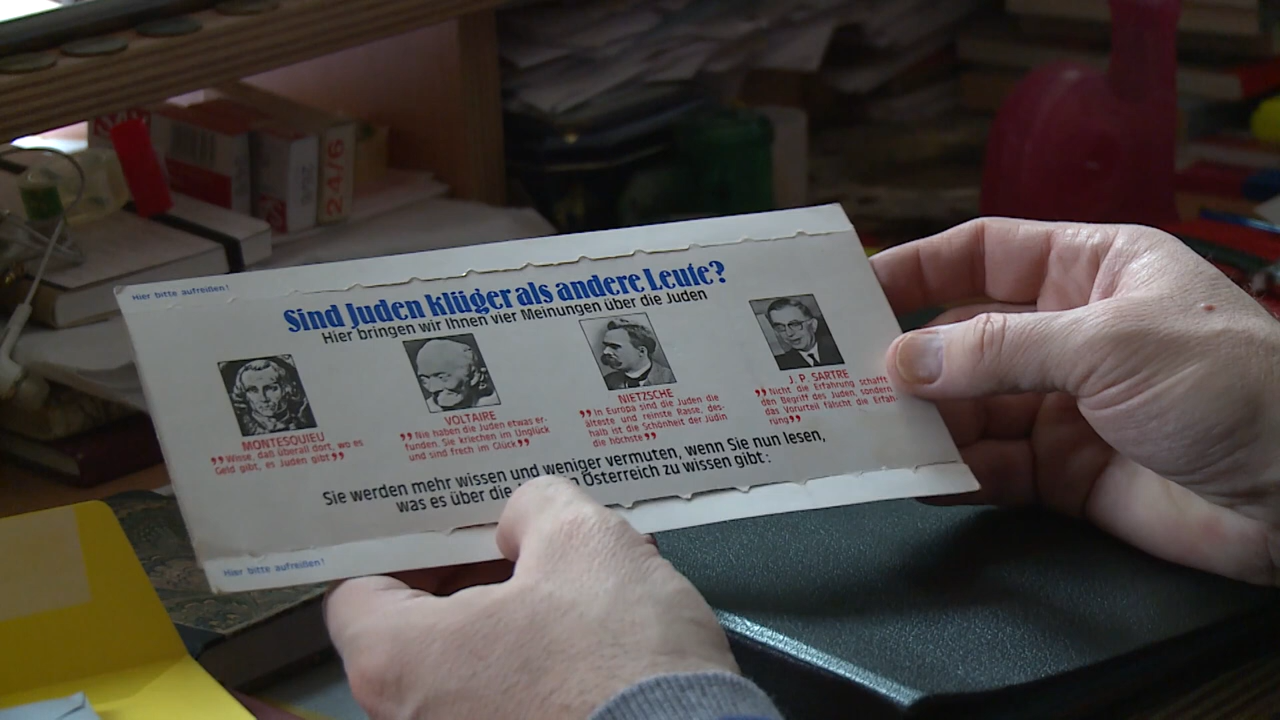 Hier bitte aufreißen!
Sind Juden klüger als andere Leute?
Hier bringen wir Ihnen vier Meinungen über die Juden
MONTESQUIEU
„Wisse, daß überall dort, wo es
Geld gibt, es Juden gibt”
VOLTAIRE
„Nie haben die Juden etwas er-
funden. Sie kriechen im Unglück
und sind frech im Glück”
NIETZSCHE
„In Europa sind die Juden die
älteste und reinste Rasse, des-
halb ist die Schönheit der Jüdin
die höchste”
J. P. SARTRE
„Nicht die Erfahrung schafft
den Begriff des Juden, sondern
das Vorurteil fälscht die Erfah-
rung”
Sie werden mehr wissen und weniger vermuten, wenn Sie nun lesen,
was es über die Österreich zu wissen gibt:
Hier bitte aufreißen!
24/6